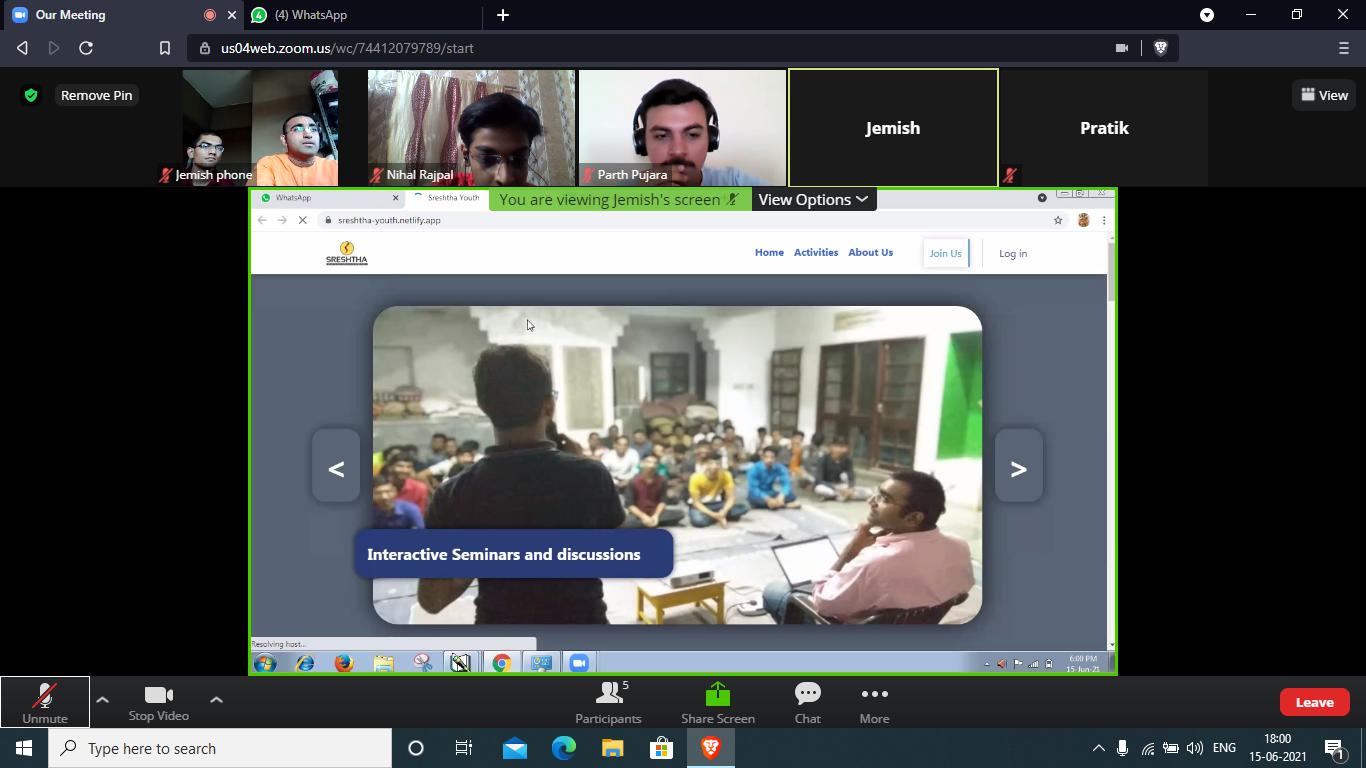 Our Meeting
(4) WhatsApp
us04web.zoom.us/wc/74412079789/start
Remove Pin
View
Jemish phone
Nihal Rajpal
Parth Pujara
Jemish
Pratik
WhatsApp
Sreshtha Youth
You are viewing Jemish's screen
View Options
sreshtha-youth.netlify.app
SRESHTHA
Home
Activities
About Us
Join Us
Log in
<
>
Interactive Seminars and discussions
Resolving host...
6:00 PM
15-Jun-21
Unmute
Stop Video
Participants
5
Share Screen
Chat
More
Leave
Type here to search
ENG
18:00
15-06-2021
1